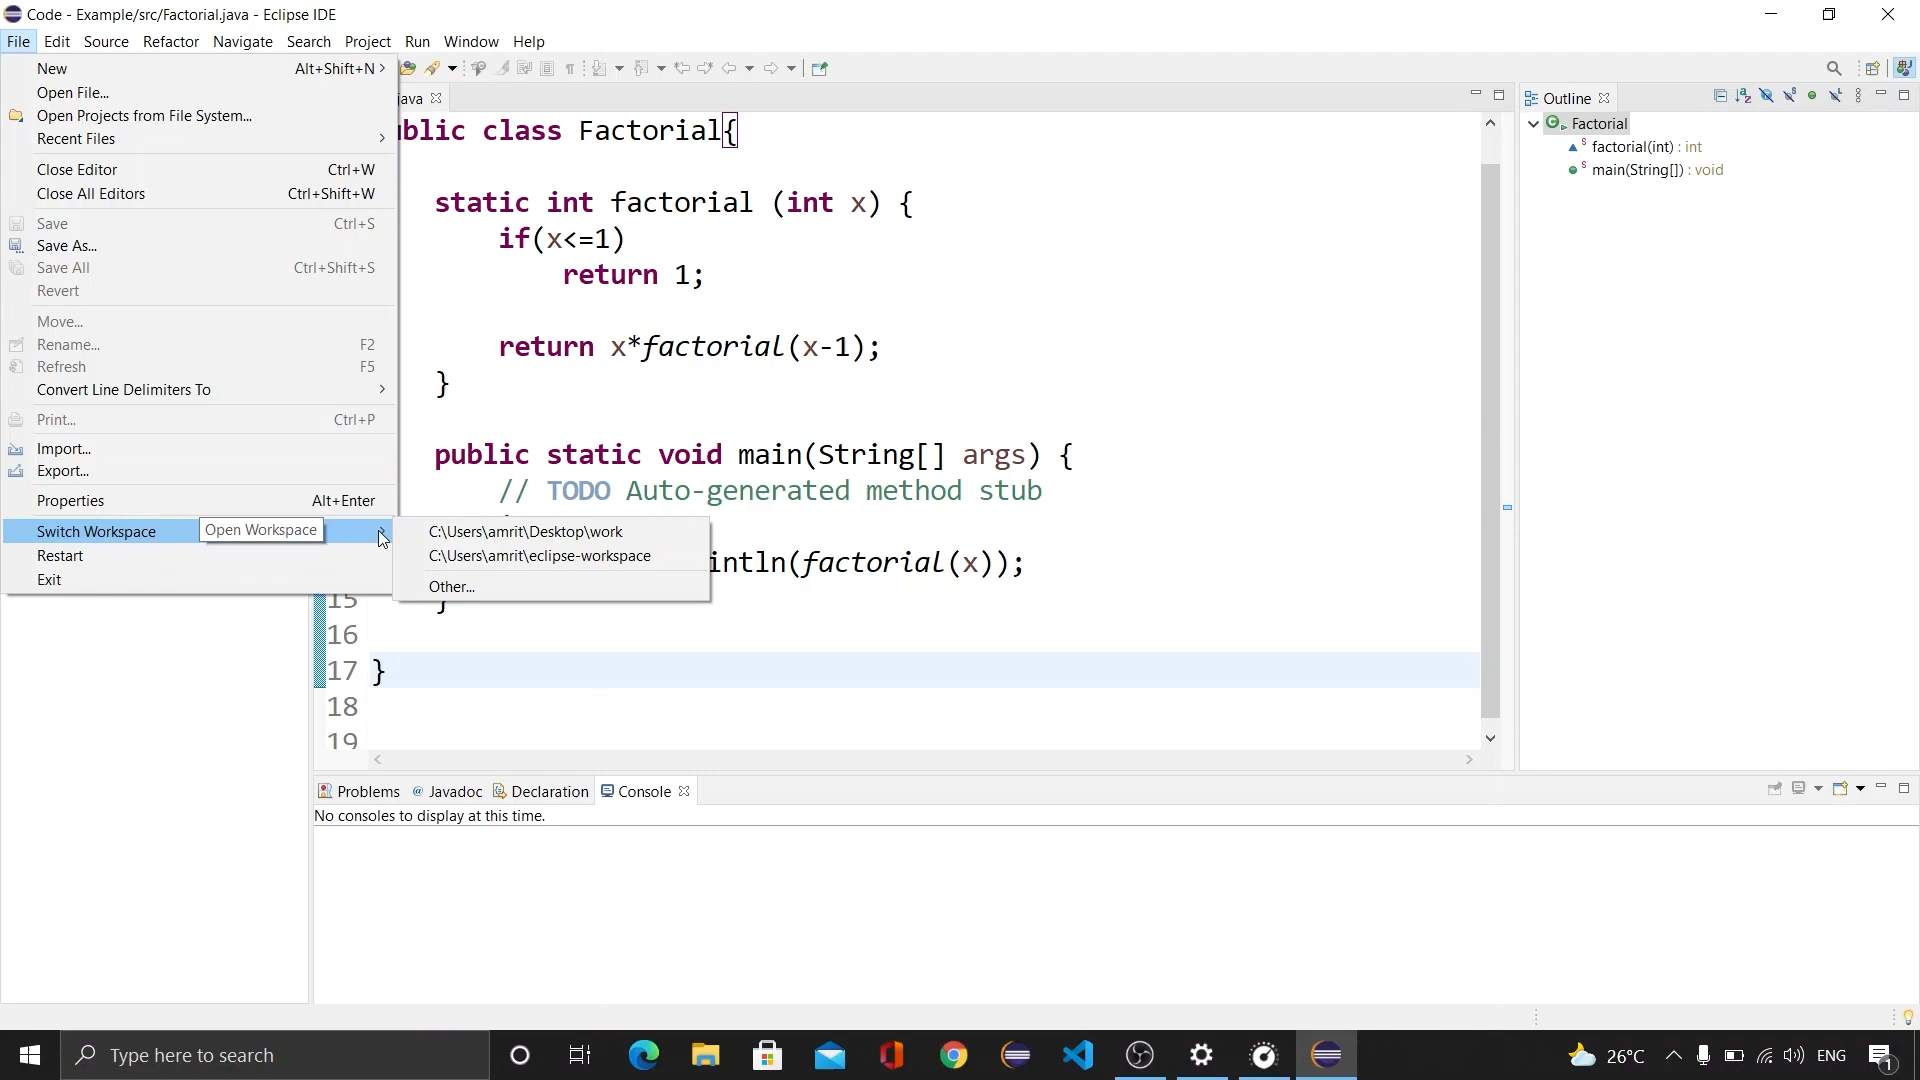 Code - Example/src/Factorial.java - Eclipse IDE
File Edit Source Refactor Navigate Search Project Run Window Help
New Alt+Shift+N
Open File...
Open Projects from File System...
Recent Files
Close Editor Ctrl+W
Close All Editors Ctrl+Shift+W
Save Ctrl+S
Save As...
Save All Ctrl+Shift+S
Revert
Move...
Rename... F2
Refresh F5
Convert Line Delimiters To
Print... Ctrl+P
Import...
Export...
Properties Alt+Enter
Switch Workspace
Open Workspace
Restart
Exit
C:\Users\amrit\Desktop\work
C:\Users\amrit\eclipse-workspace
Other...
java
blic class Factorial{
static int factorial (int x) {
if(x<=1)
return 1;
return x*factorial(x-1);
}
public static void main(String[] args) {
// TODO Auto-generated method stub
intln(factorial(x));
15 }
16
17 }
18
19
Outline
Factorial
factorial(int) : int
main(String[]) : void
Problems Javadoc Declaration Console
No consoles to display at this time.
Type here to search
26°C ENG 1